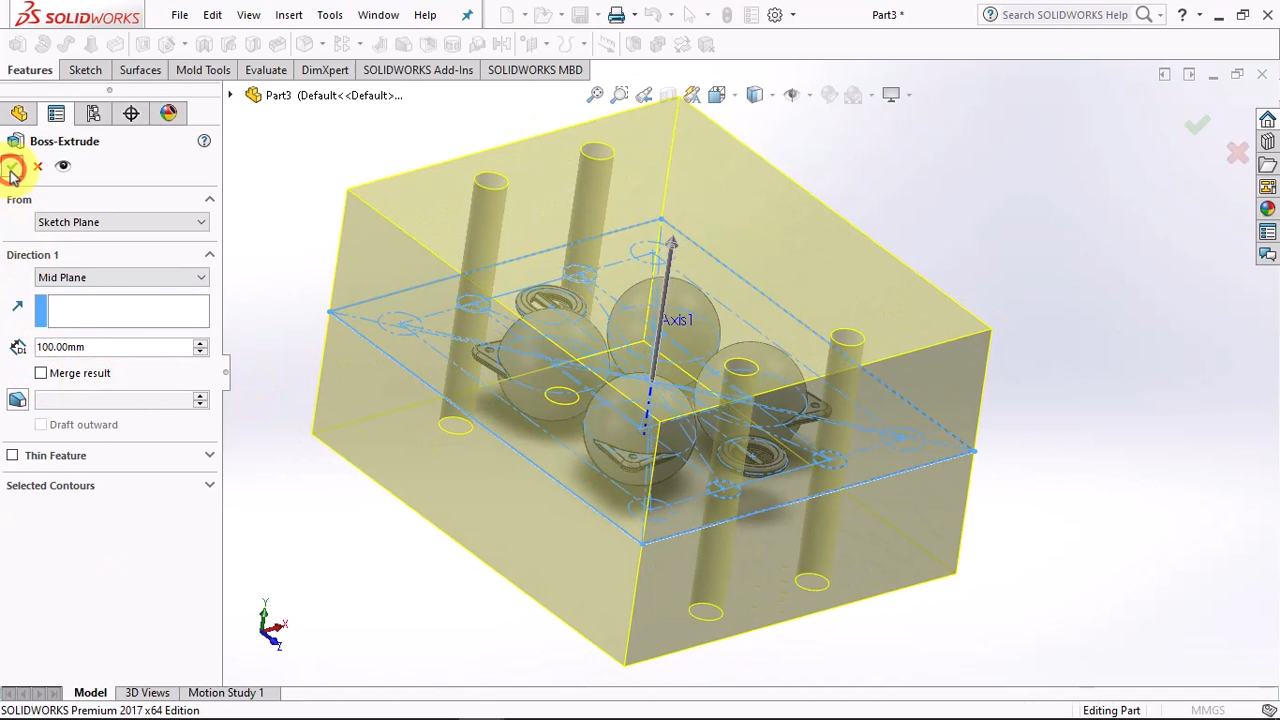 SOLIDWORKS
File Edit View Insert Tools Window Help
Part3 *
Search SOLIDWORKS Help
?
Features Sketch Surfaces Mold Tools Evaluate DimXpert SOLIDWORKS Add-Ins SOLIDWORKS MBD
Part3 (Default<<Default>...
Boss-Extrude
From
Sketch Plane
Direction 1
Mid Plane
D1
100.00mm
Merge result
Draft outward
Thin Feature
Selected Contours
Axis1
Y
X
Z
Model 3D Views Motion Study 1
SOLIDWORKS Premium 2017 x64 Edition
Editing Part
MMGS